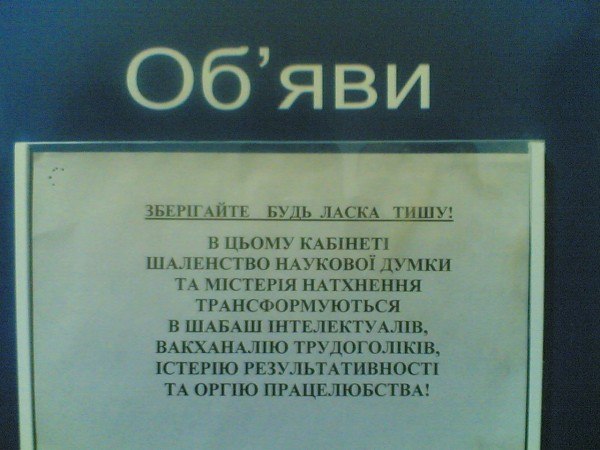 Об’яви
ЗБЕРІГАЙТЕ БУДЬ ЛАСКА ТИШУ!
В ЦЬОМУ КАБІНЕТІ
ШАЛЕНСТВО НАУКОВОЇ ДУМКИ
ТА МІСТЕРІЯ НАТХНЕННЯ
ТРАНСФОРМУЮТЬСЯ
В ШАБАШ ІНТЕЛЕКТУАЛІВ,
ВАКХАНАЛІЮ ТРУДОГОЛІКІВ,
ІСТЕРІЮ РЕЗУЛЬТАТИВНОСТІ
ТА ОРГІЮ ПРАЦЕЛЮБСТВА!